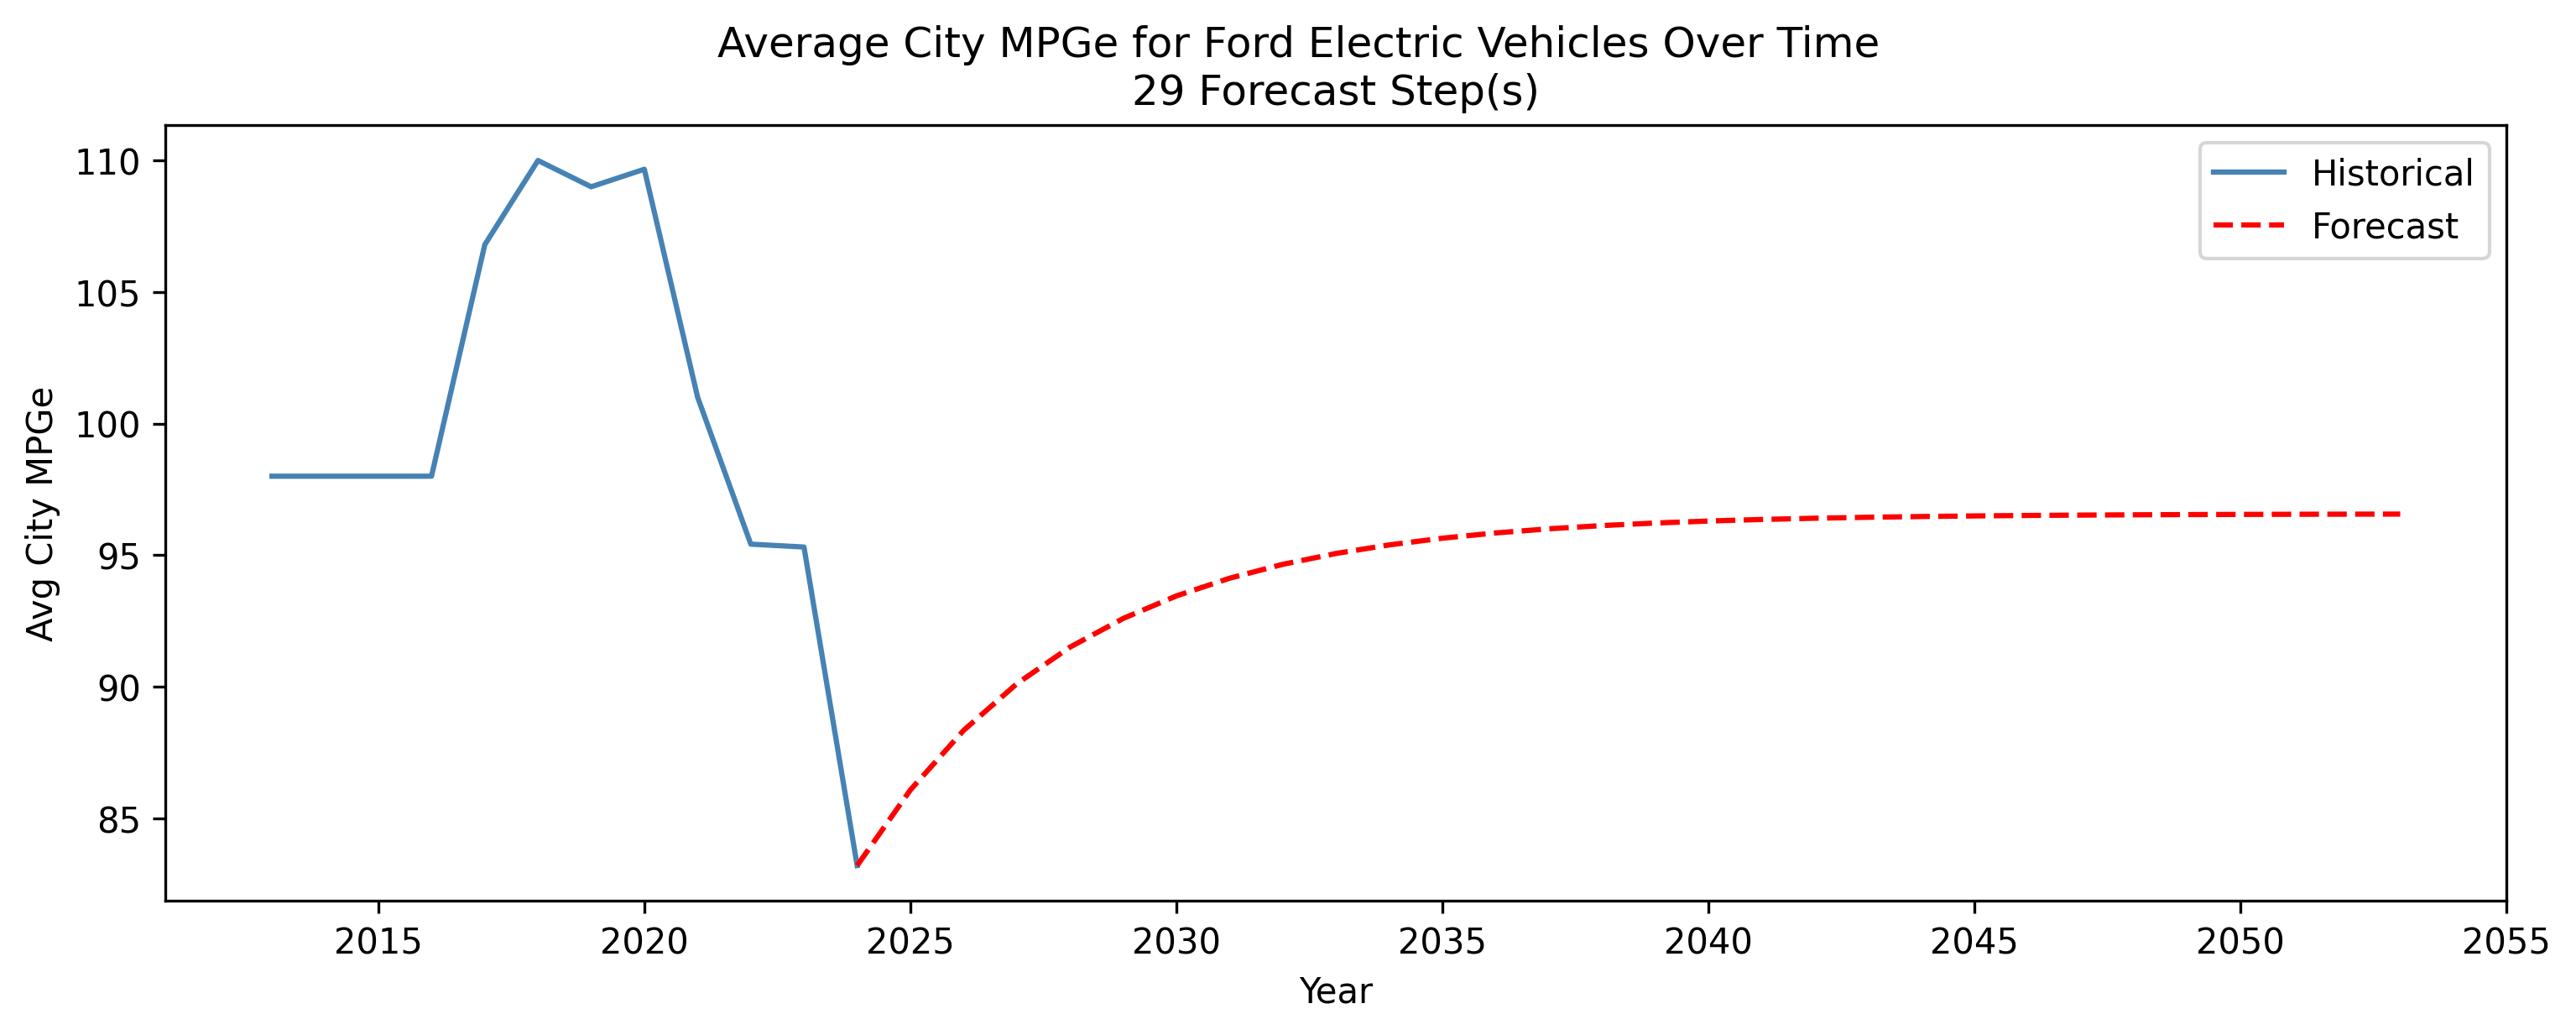 Average City MPGe for Ford Electric Vehicles Over Time
29 Forecast Step(s)
110
105
100
95
90
85
Avg City MPGe
Historical
Forecast
2015
2020
2025
2030
2035
2040
2045
2050
2055
Year